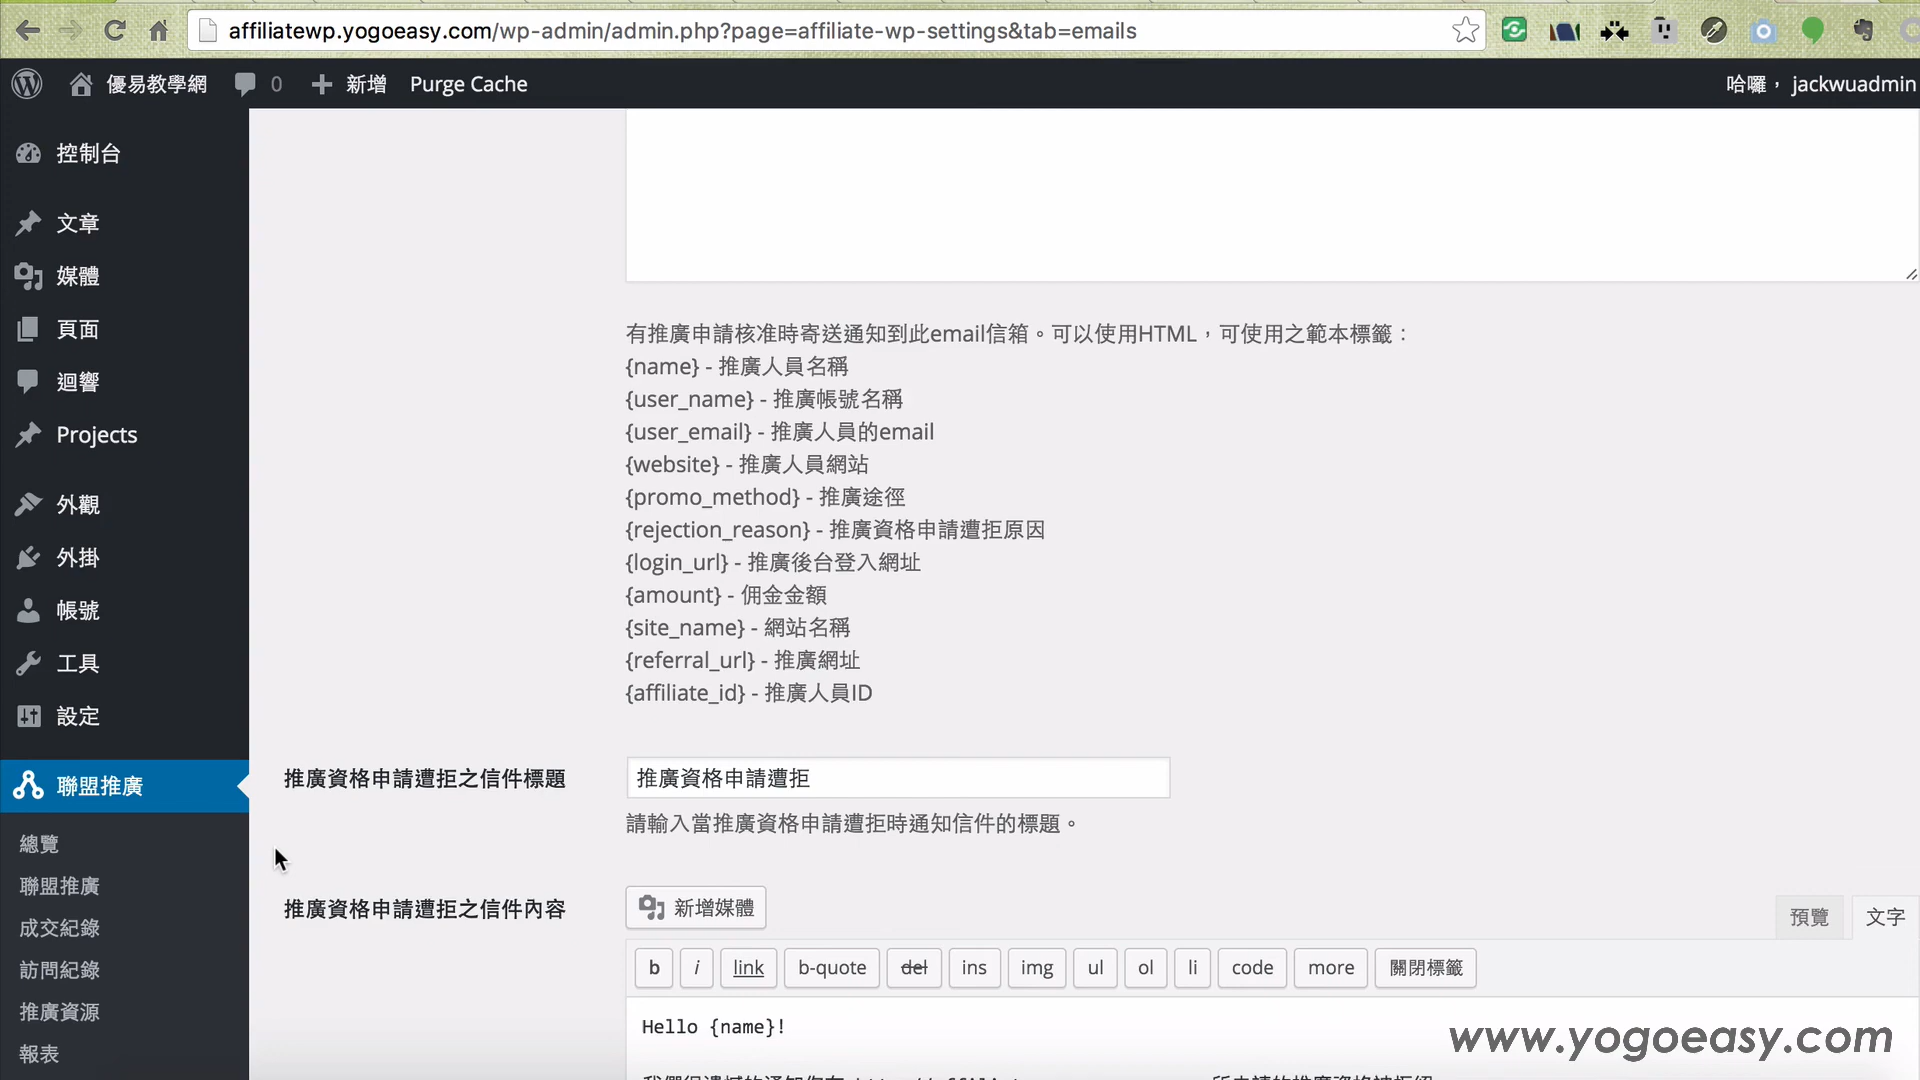 affiliatewp.yogoeasy.com/wp-admin/admin.php?page=affiliate-wp-settings&tab=emails
優易教學網 0 新增 Purge Cache 哈囉，jackwuadmin
控制台
文章
媒體
頁面
迴響
Projects
外觀
外掛
帳號
工具
設定
聯盟推廣
總覽
聯盟推廣
成交紀錄
訪問紀錄
推廣資源
報表
有推廣申請核准時寄送通知到此email信箱。可以使用HTML，可使用之範本標籤：
{name} - 推廣人員名稱
{user_name} - 推廣帳號名稱
{user_email} - 推廣人員的email
{website} - 推廣人員網站
{promo_method} - 推廣途徑
{rejection_reason} - 推廣資格申請遭拒原因
{login_url} - 推廣後台登入網址
{amount} - 佣金金額
{site_name} - 網站名稱
{referral_url} - 推廣網址
{affiliate_id} - 推廣人員ID
推廣資格申請遭拒之信件標題 推廣資格申請遭拒
請輸入當推廣資格申請遭拒時通知信件的標題。
推廣資格申請遭拒之信件內容 新增媒體 預覽 文字
b i link b-quote del ins img ul ol li code more 關閉標籤
Hello {name}!
www.yogoeasy.com